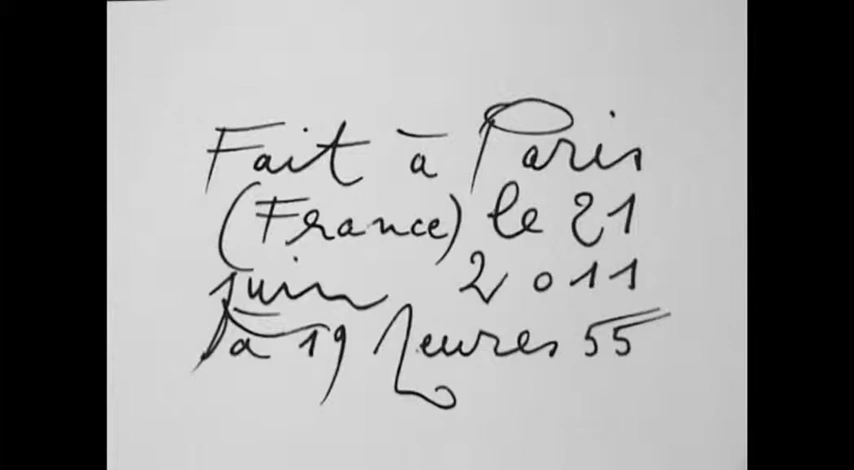 Fait à Paris
(France) le 21
juin 2011
à 19 heures 55